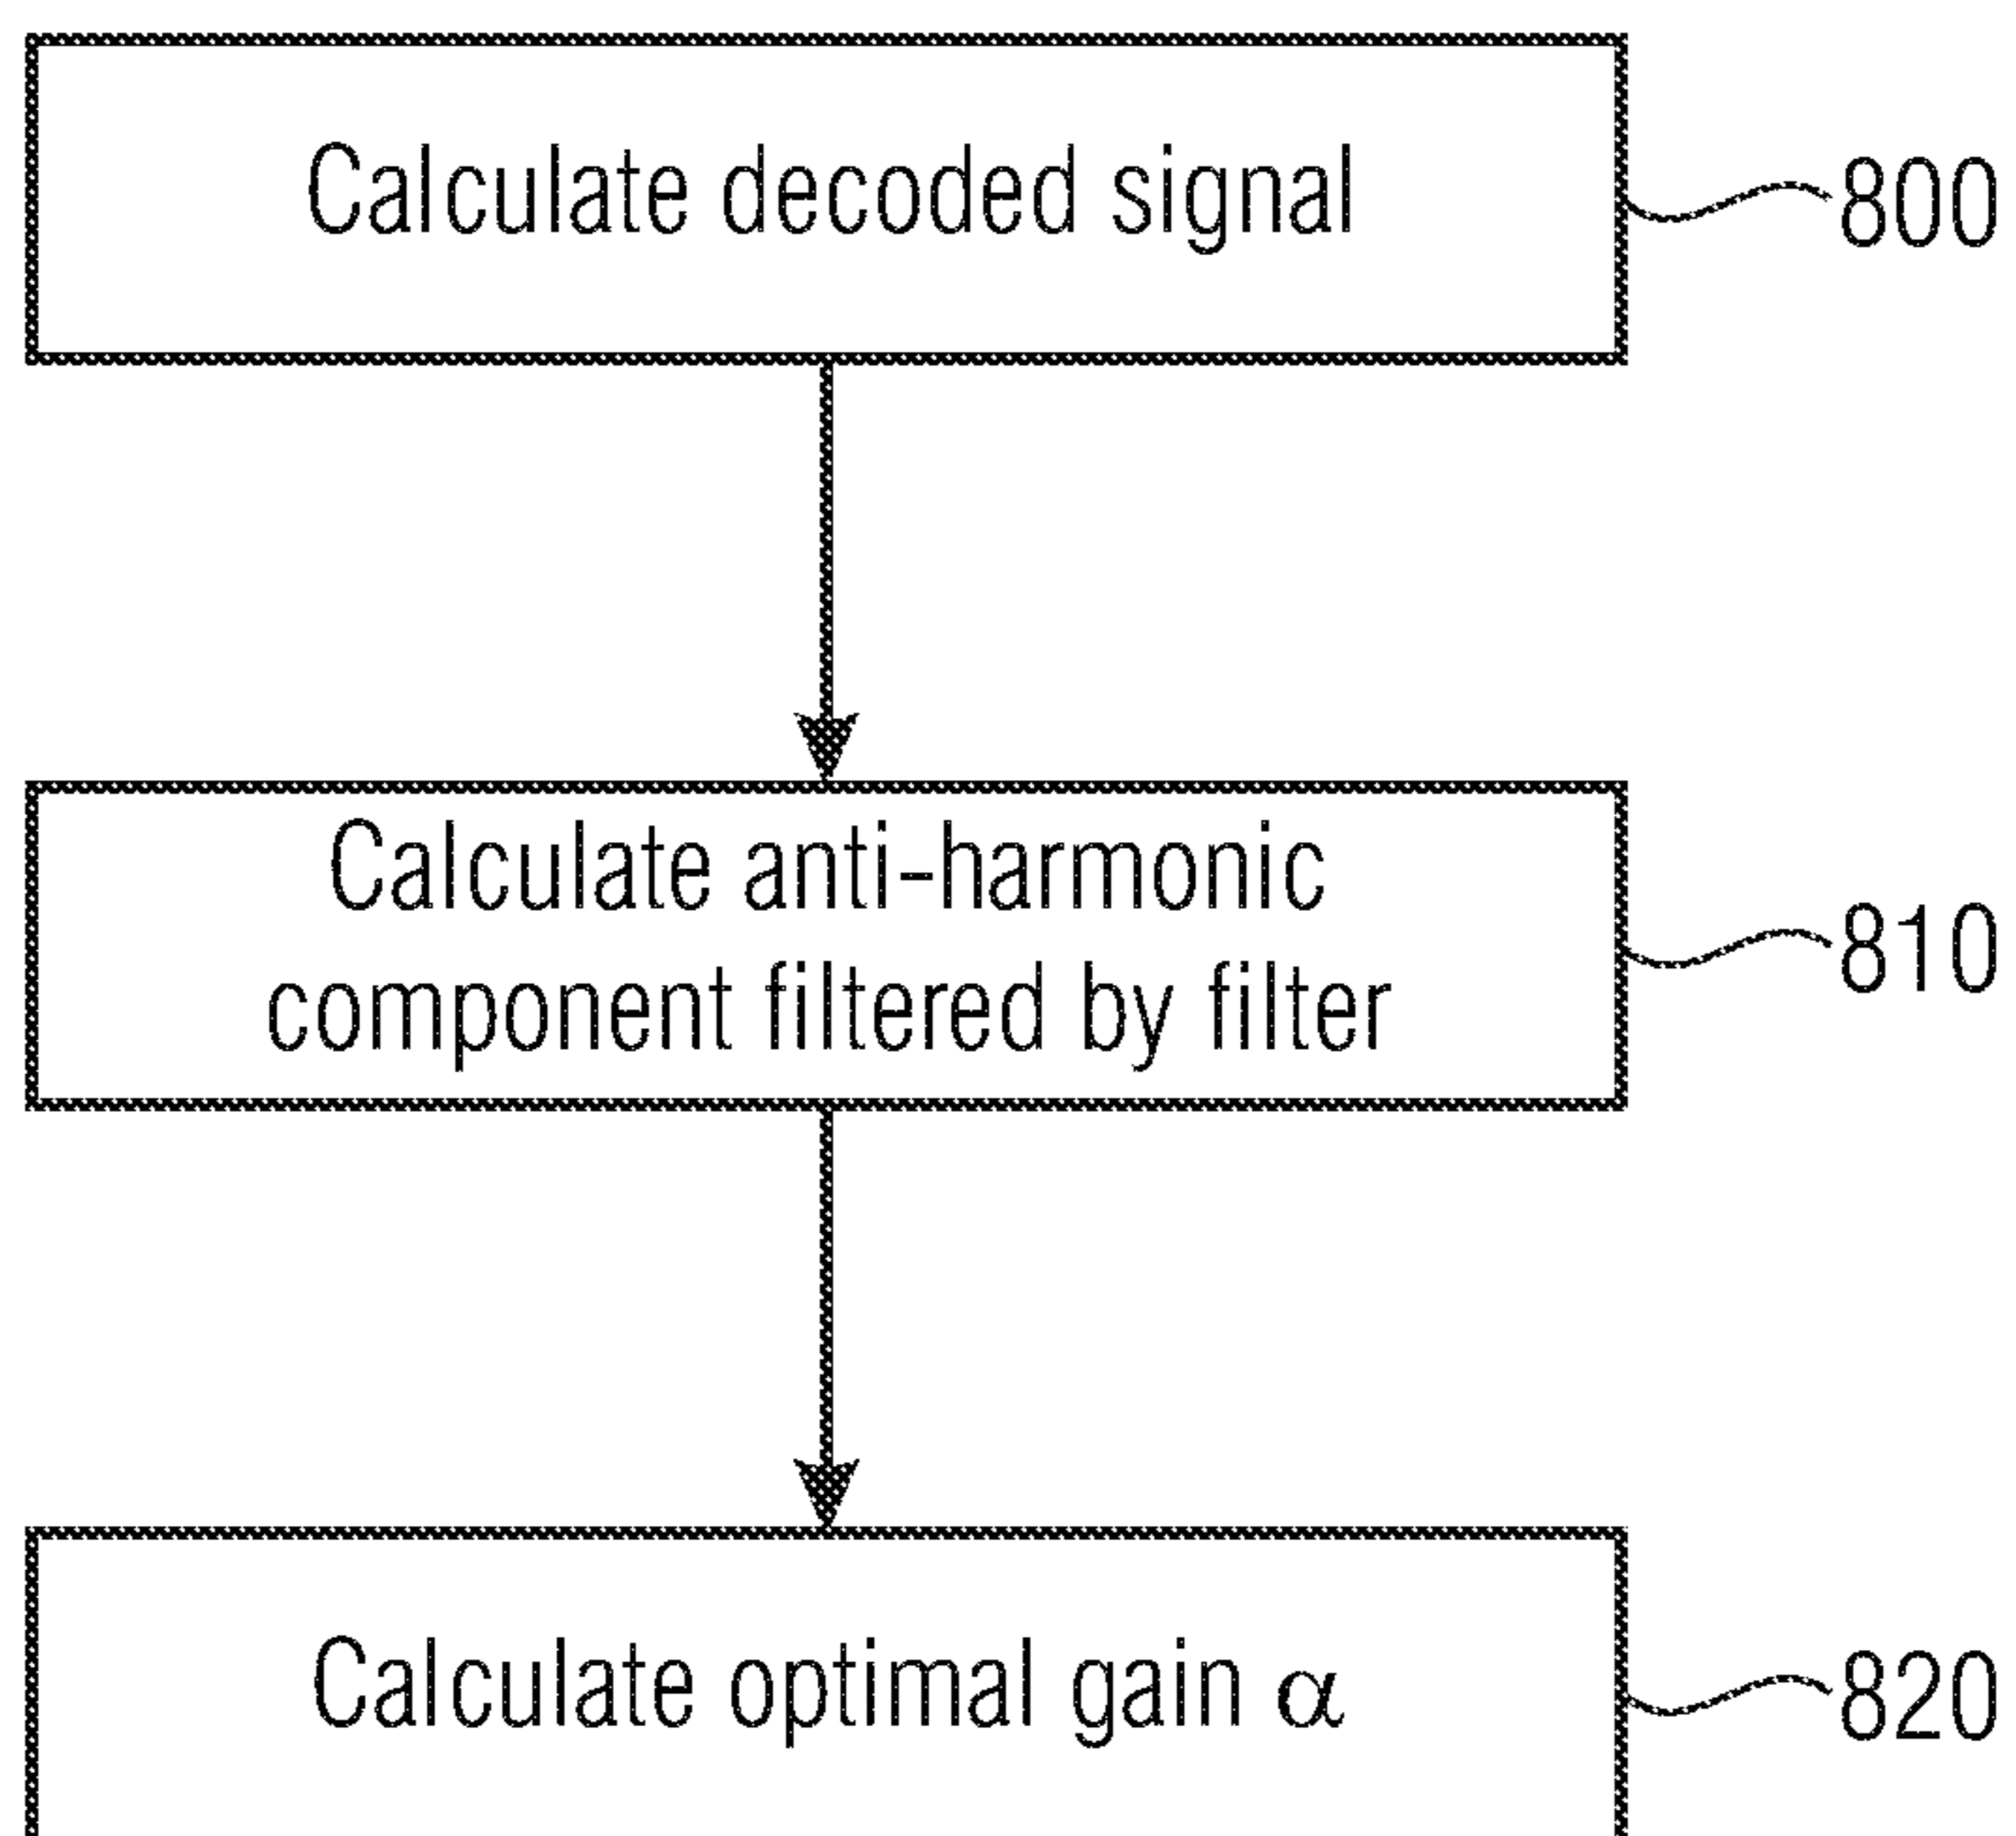 Calculate decoded signal
800
Calculate anti-harmonic
component filtered by filter
810
Calculate optimal gain α
820